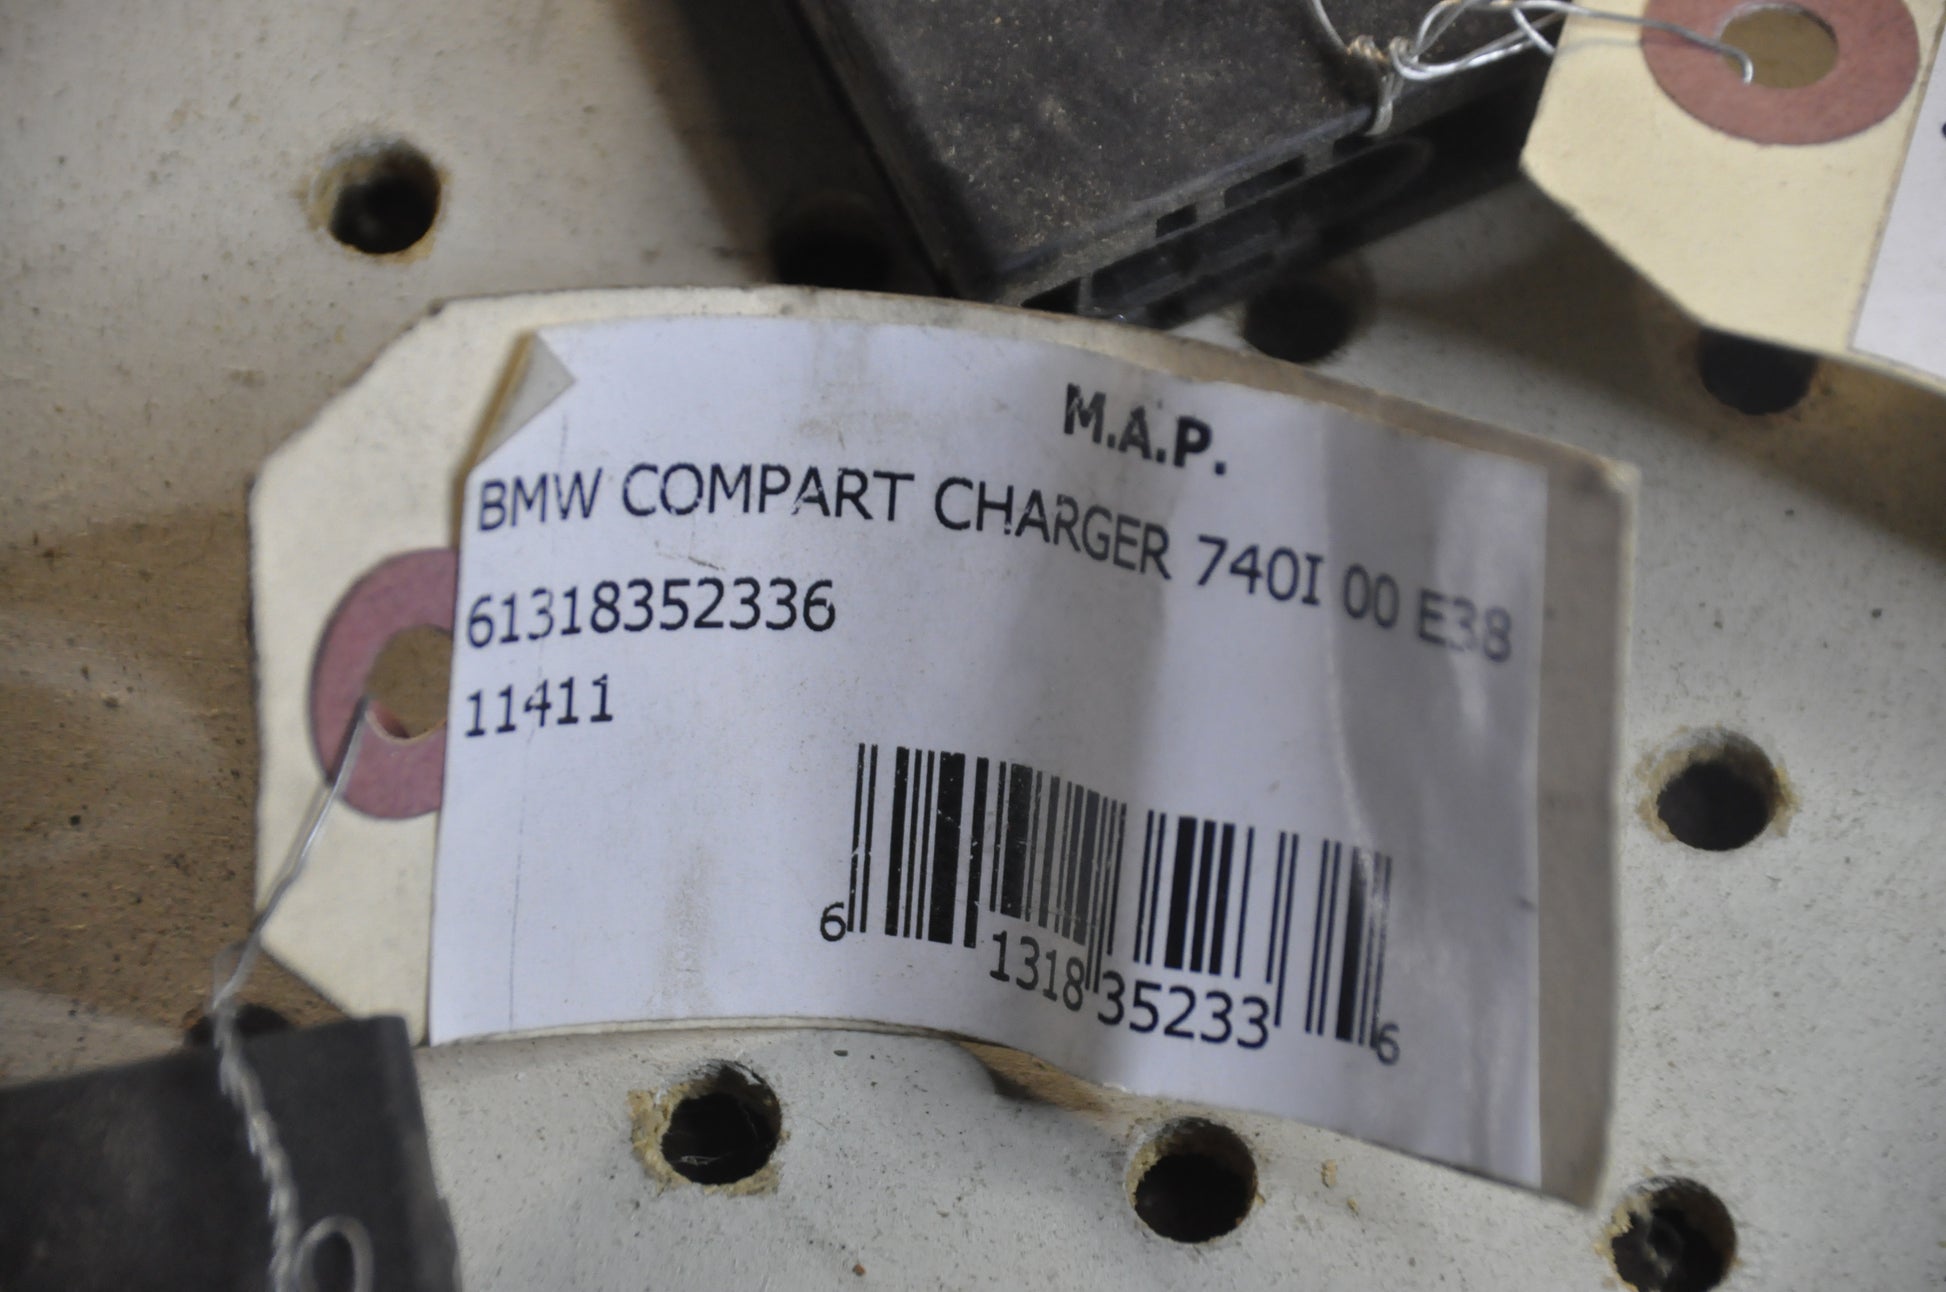 M.A.P.
BMW COMPART CHARGER 740I 00 E38
61318352336
11411
6 1318 35233 6